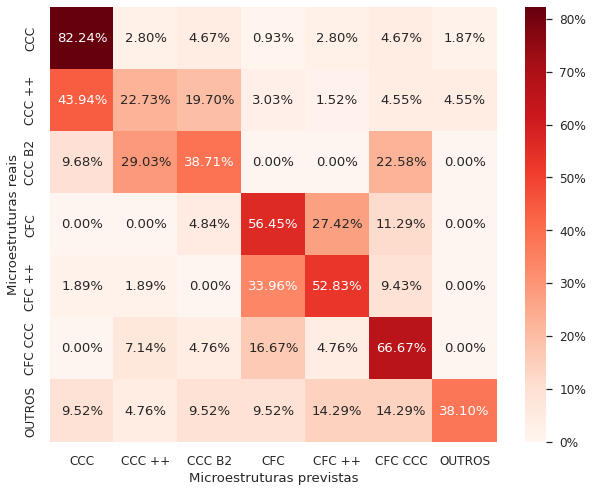 Microestruturas reais
CCC 82.24% 2.80% 4.67% 0.93% 2.80% 4.67% 1.87%
CCC ++ 43.94% 22.73% 19.70% 3.03% 1.52% 4.55% 4.55%
CCC B2 9.68% 29.03% 38.71% 0.00% 0.00% 22.58% 0.00%
CFC 0.00% 0.00% 4.84% 56.45% 27.42% 11.29% 0.00%
CFC ++ 1.89% 1.89% 0.00% 33.96% 52.83% 9.43% 0.00%
CFC CCC 0.00% 7.14% 4.76% 16.67% 4.76% 66.67% 0.00%
OUTROS 9.52% 4.76% 9.52% 9.52% 14.29% 14.29% 38.10%
CCC CCC ++ CCC B2 CFC CFC ++ CFC CCC OUTROS
Microestruturas previstas
80%
70%
60%
50%
40%
30%
20%
10%
0%